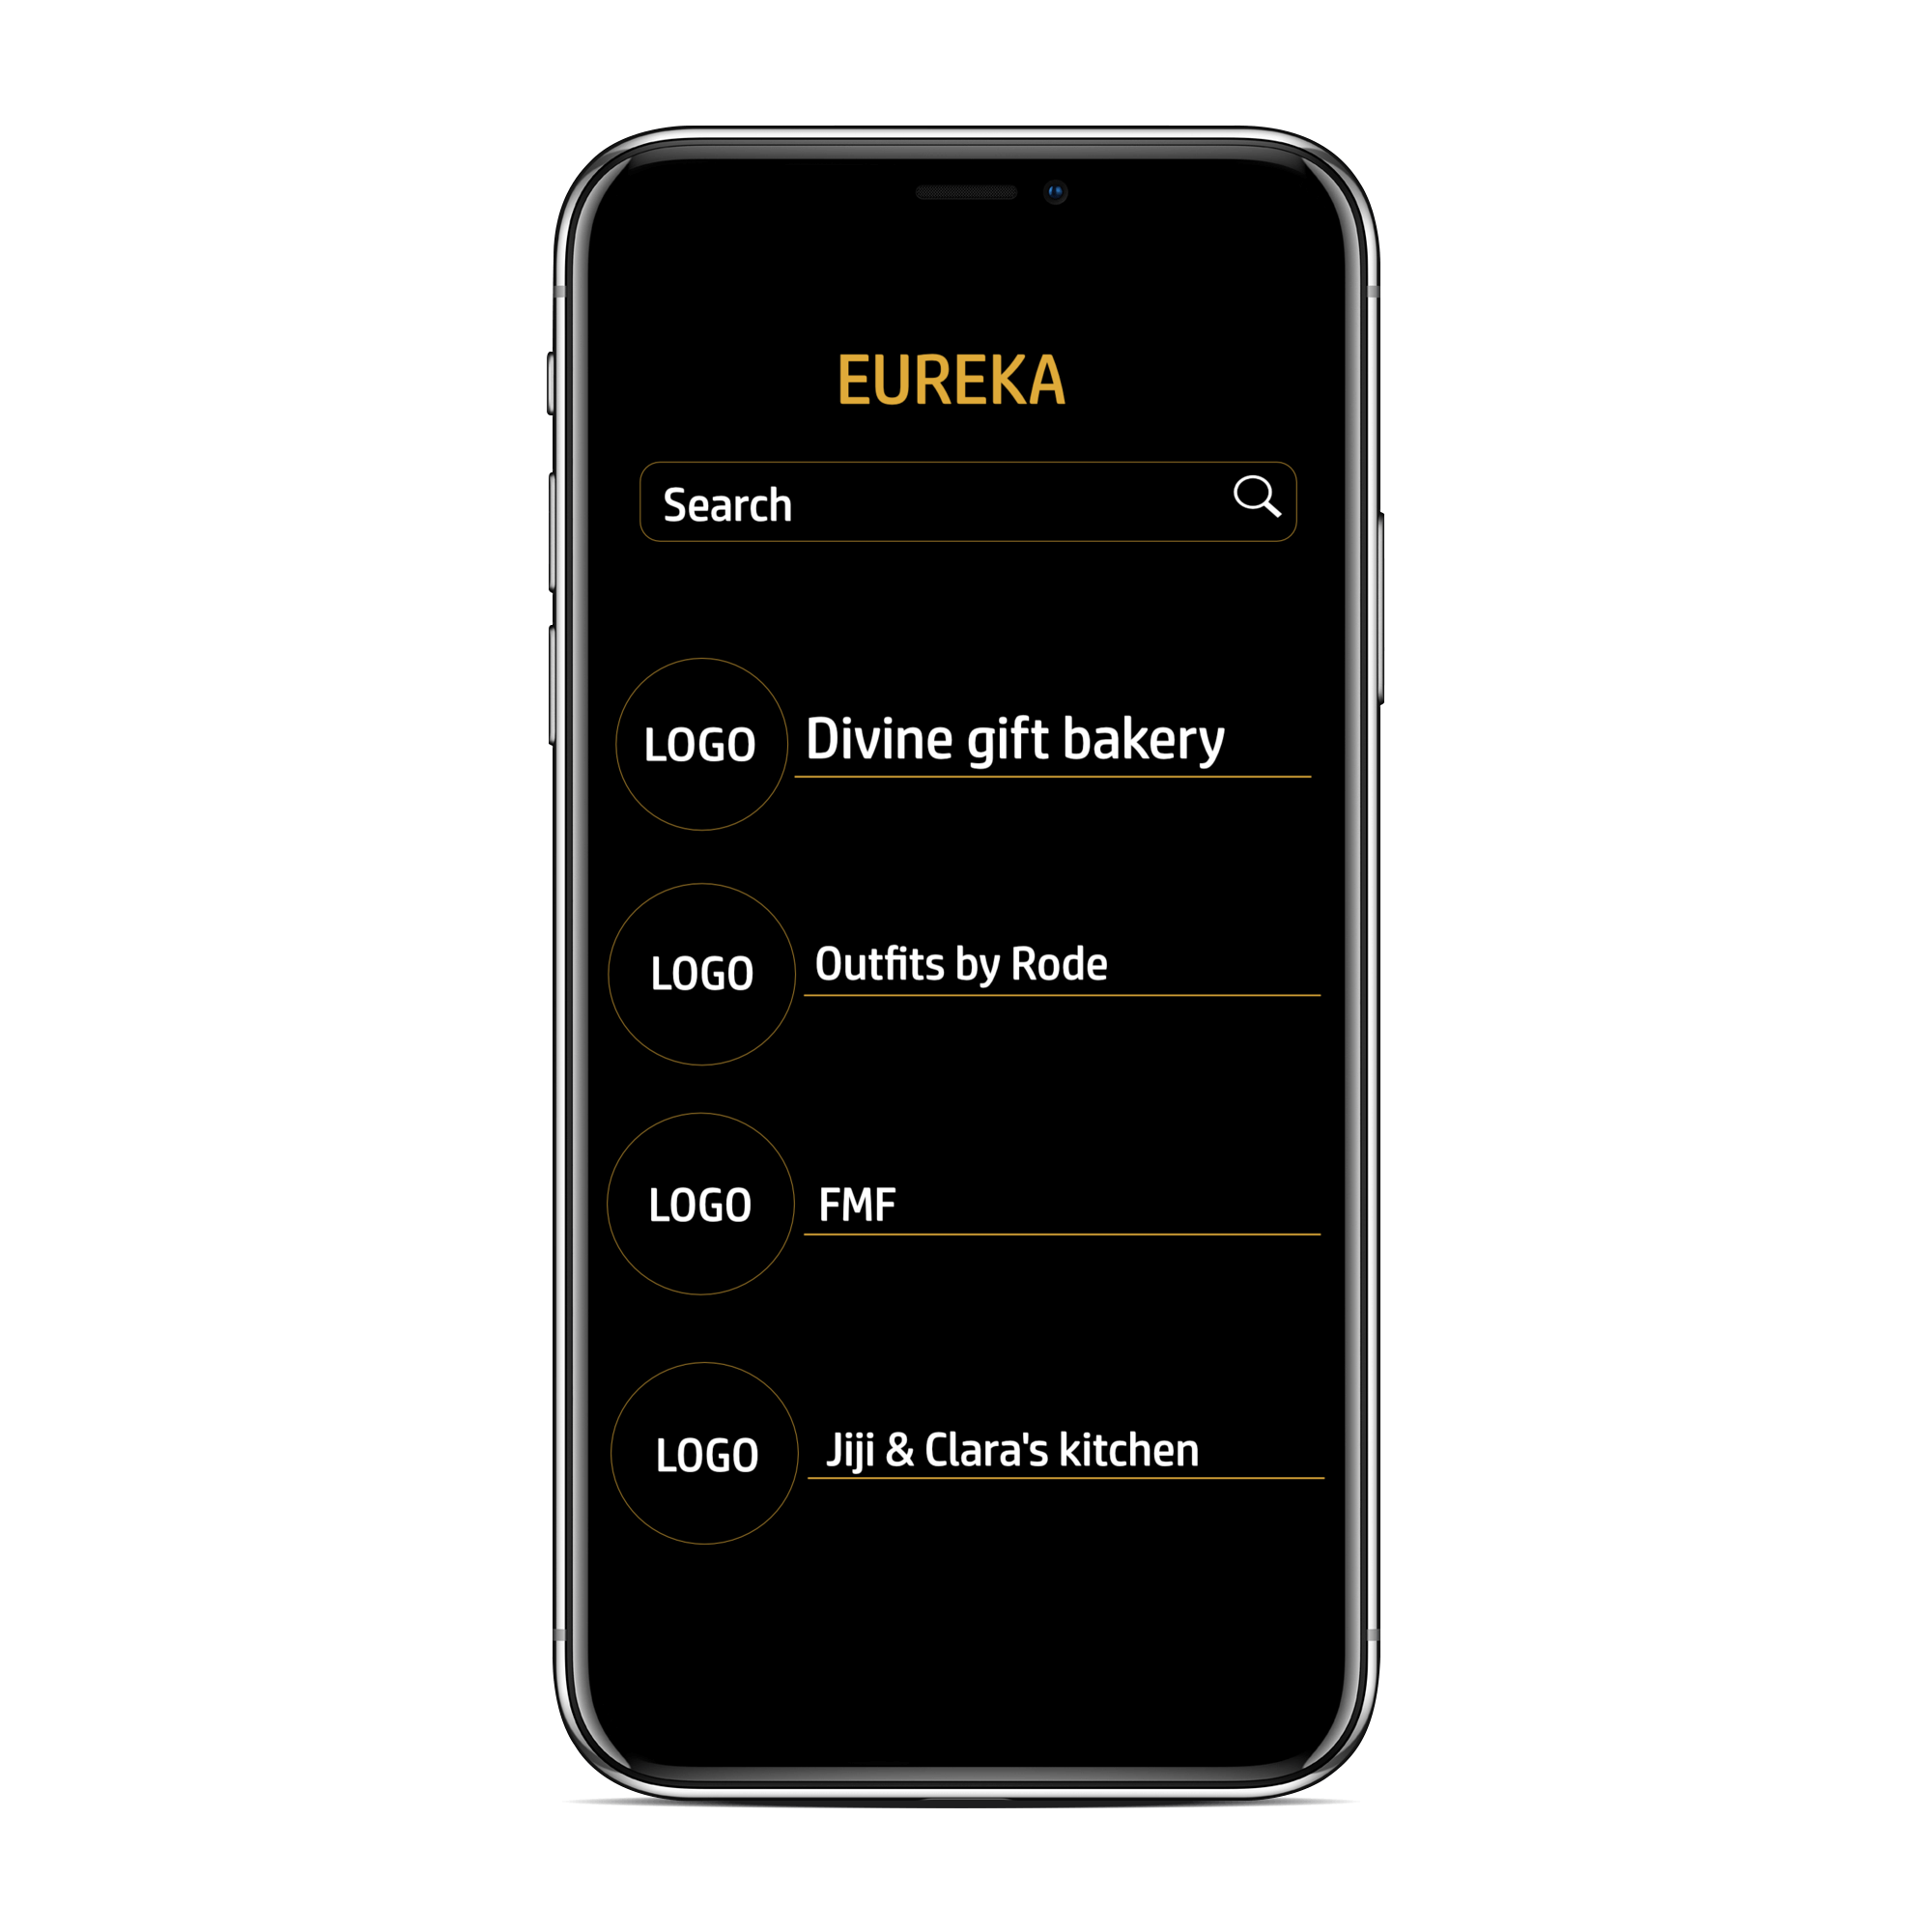 EUREKA
Search
LOGO
Divine gift bakery
LOGO
Outfits by Rode
LOGO
FMF
LOGO
Jiji & Clara's kitchen